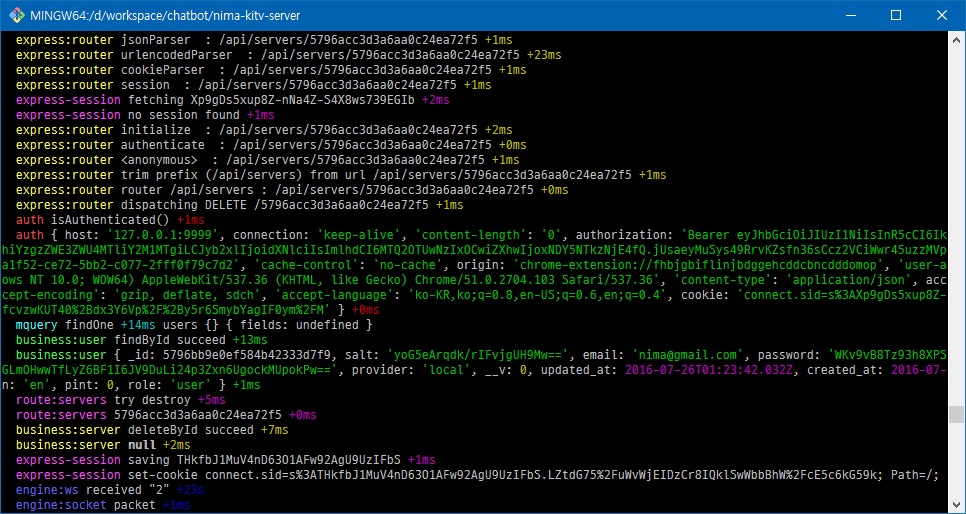 MINGW64:/d/workspace/chatbot/nima-kitv-server
express:router jsonParser : /api/servers/5796acc3d3a6aa0c24ea72f5 +1ms
express:router urlencodedParser : /api/servers/5796acc3d3a6aa0c24ea72f5 +23ms
express:router cookieParser : /api/servers/5796acc3d3a6aa0c24ea72f5 +1ms
express:router session : /api/servers/5796acc3d3a6aa0c24ea72f5 +1ms
express-session fetching Xp9gDs5xup8Z-nNa4Z-S4X8ws739EGIb +2ms
express-session no session found +1ms
express:router initialize : /api/servers/5796acc3d3a6aa0c24ea72f5 +2ms
express:router authenticate : /api/servers/5796acc3d3a6aa0c24ea72f5 +0ms
express:router <anonymous> : /api/servers/5796acc3d3a6aa0c24ea72f5 +1ms
express:router trim prefix (/api/servers) from url /api/servers/5796acc3d3a6aa0c24ea72f5 +1ms
express:router router /api/servers : /api/servers/5796acc3d3a6aa0c24ea72f5 +0ms
express:router dispatching DELETE /5796acc3d3a6aa0c24ea72f5 +1ms
auth isAuthenticated() +1ms
auth { host: '127.0.0.1:9999', connection: 'keep-alive', 'content-length': '0', authorization: 'Bearer eyJhbGciOiJIUzI1NiIsInR5cCI6Ik
hiYzgzZWE3ZWU4MTliY2M1MTgiLCJyb2xlIjoidXNlciIsImlhdCI6MTQ2OTUwNzIxOCwiZXhwIjoxNDY5NTkzNjE4fQ.jUsaeyMuSys49RrvKZsfn36sCcz2VCiWwr45uzzMVp
a1f52-ce72-5bb2-c077-2fff0f79c7d2', 'cache-control': 'no-cache', origin: 'chrome-extension://fhbjgbiflinjbdggehcddcbncdddomop', 'user-a
ows NT 10.0; WOW64) AppleWebKit/537.36 (KHTML, like Gecko) Chrome/51.0.2704.103 Safari/537.36', 'content-type': 'application/json', acc
ept-encoding': 'gzip, deflate, sdch', 'accept-language': 'ko-KR,ko;q=0.8,en-US;q=0.6,en;q=0.4', cookie: 'connect.sid=s%3AXp9gDs5xup8Z-
fcvzwKUT40%2Bdx3Y6Vp%2F%2By5r6SmybYagIF0ym%2FM' } +0ms
mquery findOne +14ms users {} { fields: undefined }
business:user findById succeed +13ms
business:user { _id: 5796bb9e0ef584b42333d7f9, salt: 'yoG5eArqdk/rIFvjgUH9Mw==', email: 'nima@gmail.com', password: 'WKv9vB8Tz93h8XP5
GLmOHwwTfLyZ6BF1I6JV9DuLi24p3Zxn6UgockMUpokPw==', provider: 'local', __v: 0, updated_at: 2016-07-26T01:23:42.032Z, created_at: 2016-07-
n: 'en', pint: 0, role: 'user' } +1ms
route:servers try destroy +5ms
route:servers 5796acc3d3a6aa0c24ea72f5 +0ms
business:server deleteById succeed +7ms
business:server null +2ms
express-session saving THkfbJ1MuV4nD63O1AFw92AgU9UzIFbS +1ms
express-session set-cookie connect.sid=s%3ATHkfbJ1MuV4nD63O1AFw92AgU9UzIFbS.LZtdG75%2FuWvWjEIDzCr8IQklSwWbbBhW%2FcE5c6kG59k; Path=/;
engine:ws received "2" +23s
engine:socket packet +1ms